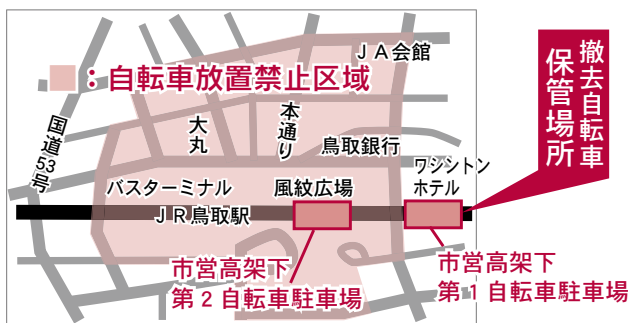 JA会館
：自転車放置禁止区域
撤去自転車
保管場所
国道53号
大丸
本通り
鳥取銀行
ワシントン
ホテル
バスターミナル
風紋広場
JR鳥取駅
市営高架下
第2自転車駐車場
市営高架下
第1自転車駐車場